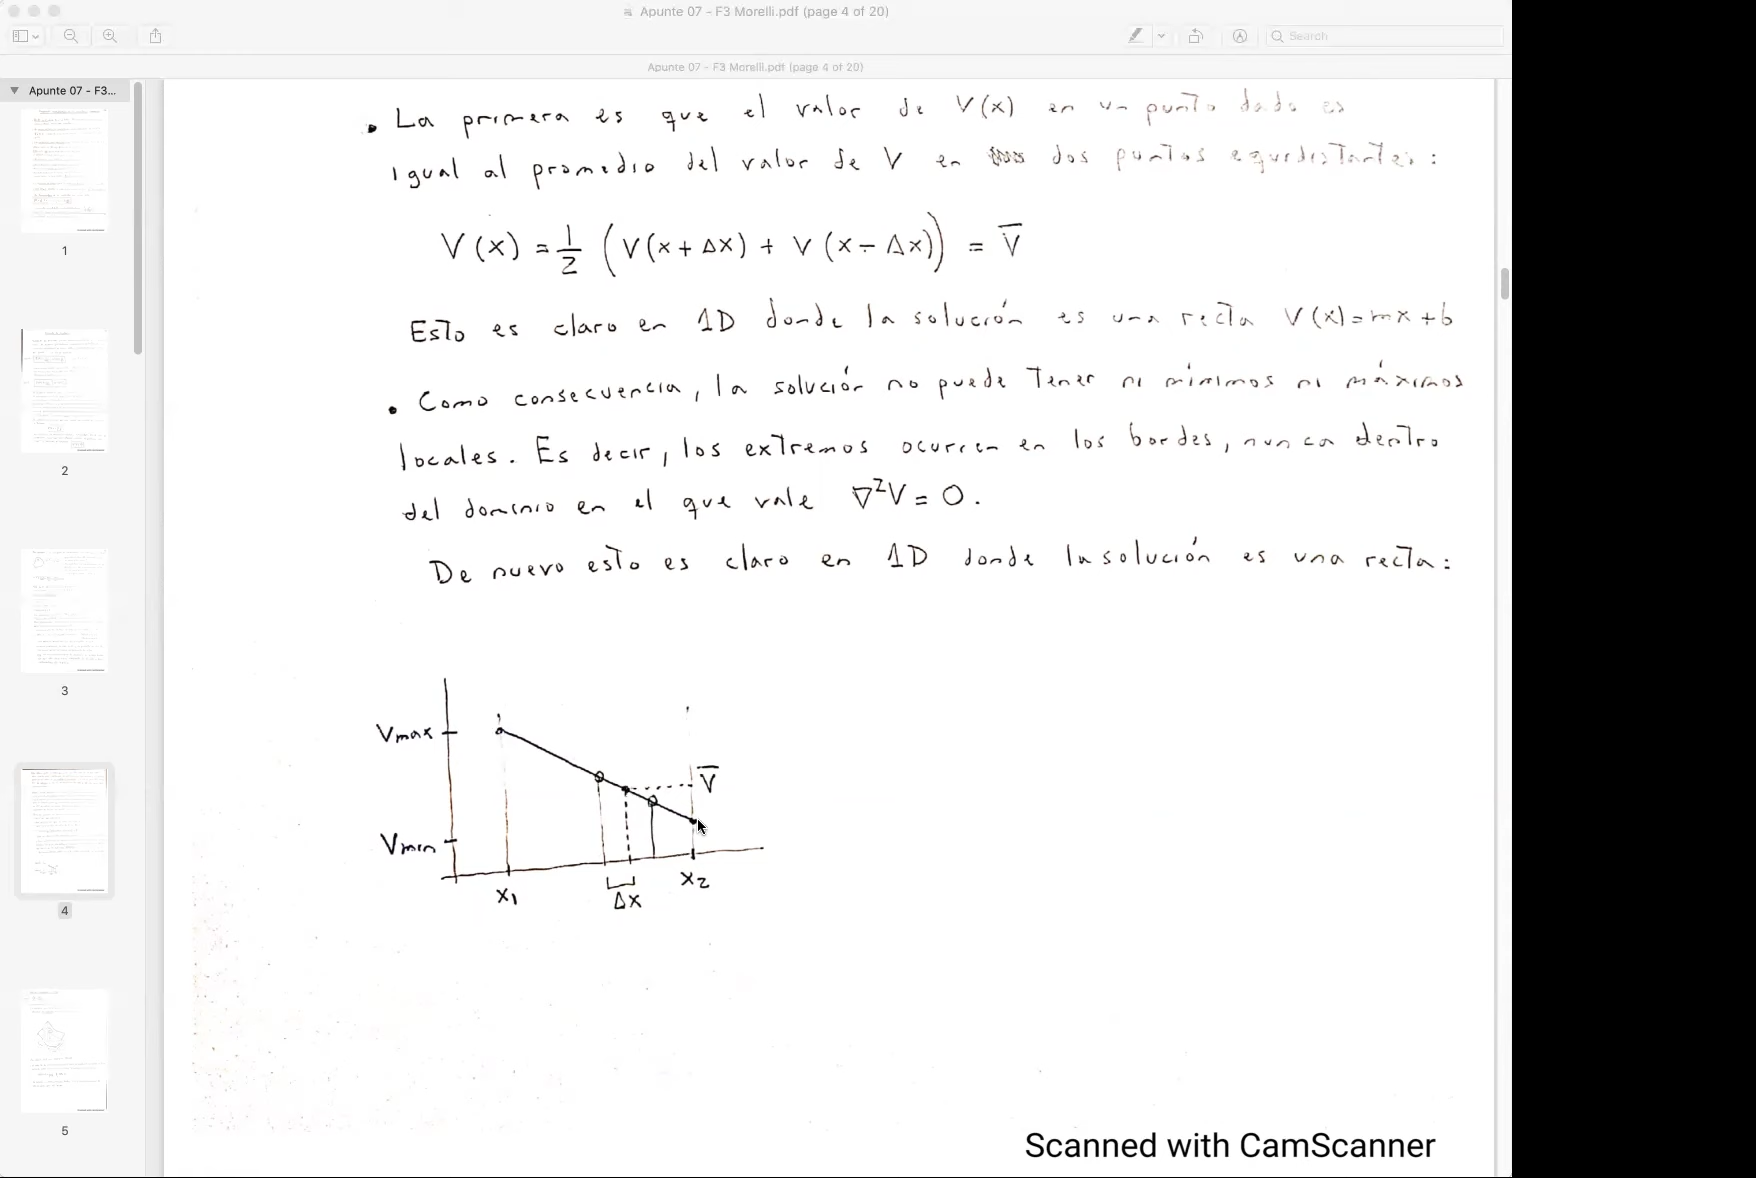 Apunte 07 - F3 Morelli.pdf (page 4 of 20)
Search
Apunte 07 - F3 Morelli.pdf (page 4 of 20)
Apunte 07 - F3...
1
2
3
4
5
• La primera es que el valor de V(x) en un punto dado es
igual al promedio del valor de V en dos puntos equidistantes:
V(x) = 1/2 (V(x+Δx) + V(x-Δx)) = V̅
Esto es claro en 1D donde la solución es una recta V(x)=mx+b
• Como consecuencia, la solución no puede tener ni mínimos ni máximos
locales. Es decir, los extremos ocurren en los bordes, nunca dentro
del dominio en el que vale ∇²V = 0.
De nuevo esto es claro en 1D donde la solución es una recta:
Vmax
V̅
Vmin
x1
Δx
x2
Scanned with CamScanner